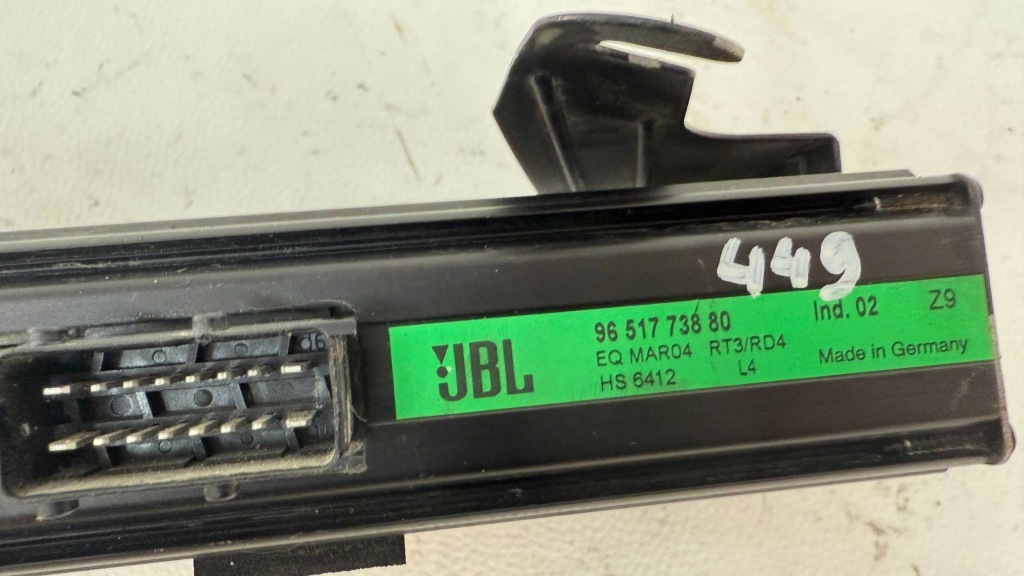 449
JBL
96 517 738 80
Ind. 02
Z9
EQ MAR04 RT3/RD4
Made in Germany
HS 6412
L4